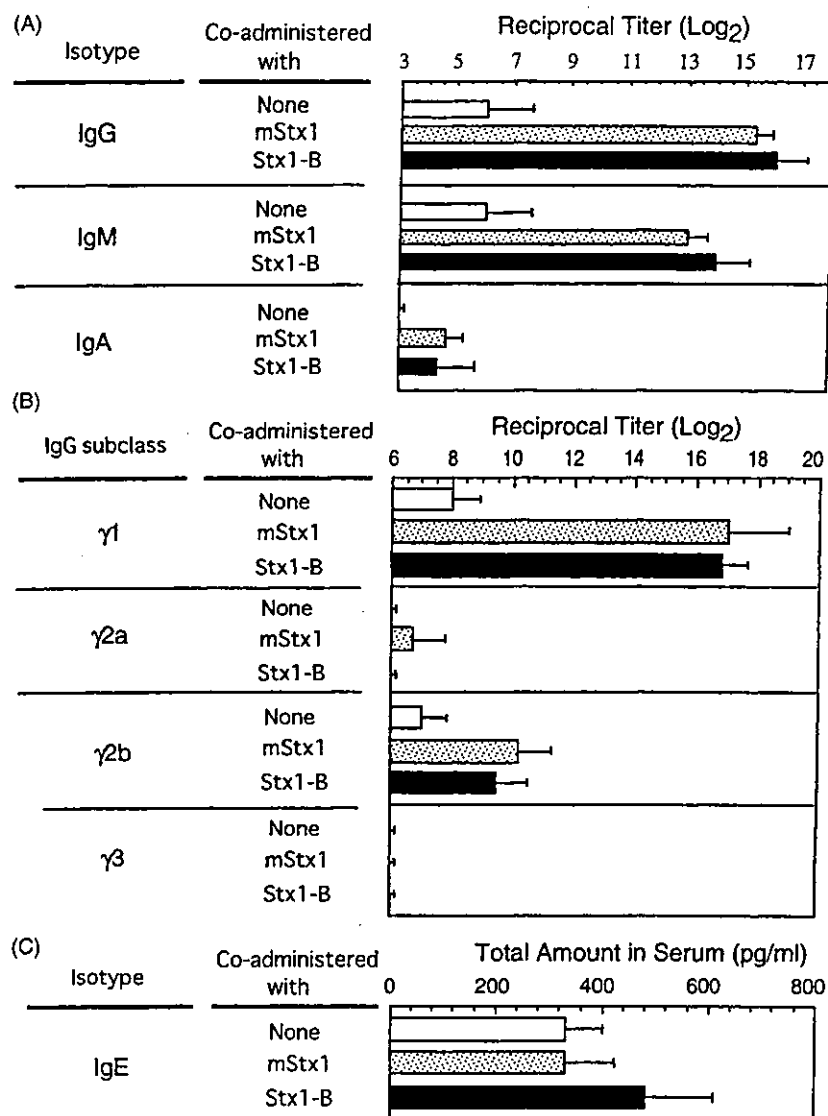 (A)
Isotype
Co-administered with
Reciprocal Titer (Log2)
3 5 7 9 11 13 15 17
IgG
None
mStx1
Stx1-B
IgM
None
mStx1
Stx1-B
IgA
None
mStx1
Stx1-B
(B)
IgG subclass
Co-administered with
Reciprocal Titer (Log2)
6 8 10 12 14 16 18 20
γ1
None
mStx1
Stx1-B
γ2a
None
mStx1
Stx1-B
γ2b
None
mStx1
Stx1-B
γ3
None
mStx1
Stx1-B
(C)
Isotype
Co-administered with
Total Amount in Serum (pg/ml)
0 200 400 600 800
IgE
None
mStx1
Stx1-B